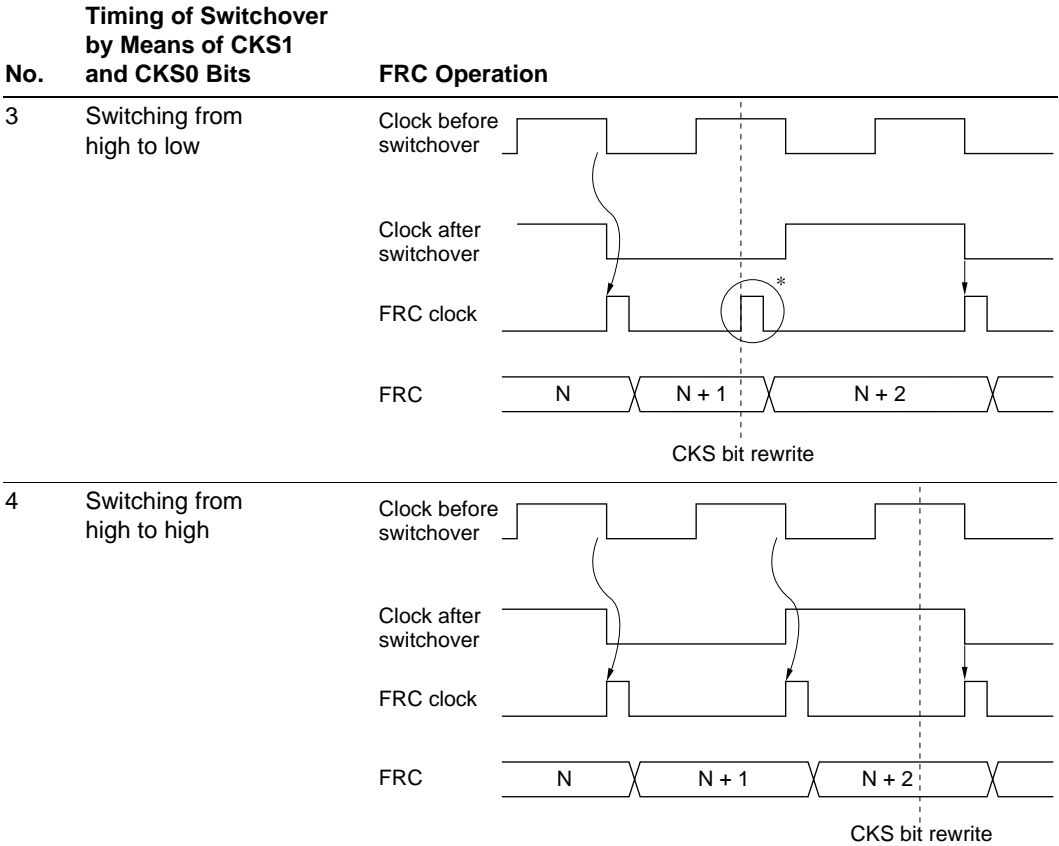 Timing of Switchover
by Means of CKS1
No. and CKS0 Bits FRC Operation
3 Switching from
high to low
Clock before
switchover
Clock after
switchover
*
FRC clock
FRC N N + 1 N + 2
CKS bit rewrite
4 Switching from
high to high
Clock before
switchover
Clock after
switchover
FRC clock
FRC N N + 1 N + 2
CKS bit rewrite